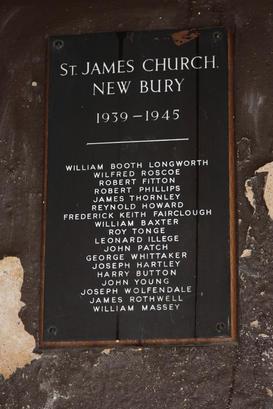 ST. JAMES CHURCH.
NEW BURY
1939 – 1945
WILLIAM BOOTH LONGWORTH
WILFRED ROSCOE
ROBERT FITTON
ROBERT PHILLIPS
JAMES THORNLEY
REYNOLD HOWARD
FREDERICK KEITH FAIRCLOUGH
WILLIAM BAXTER
ROY TONGE
LEONARD ILLEGE
JOHN PATCH
GEORGE WHITTAKER
JOSEPH HARTLEY
HARRY BUTTON
JOHN YOUNG
JOSEPH WOLFENDALE
JAMES ROTHWELL
WILLIAM MASSEY